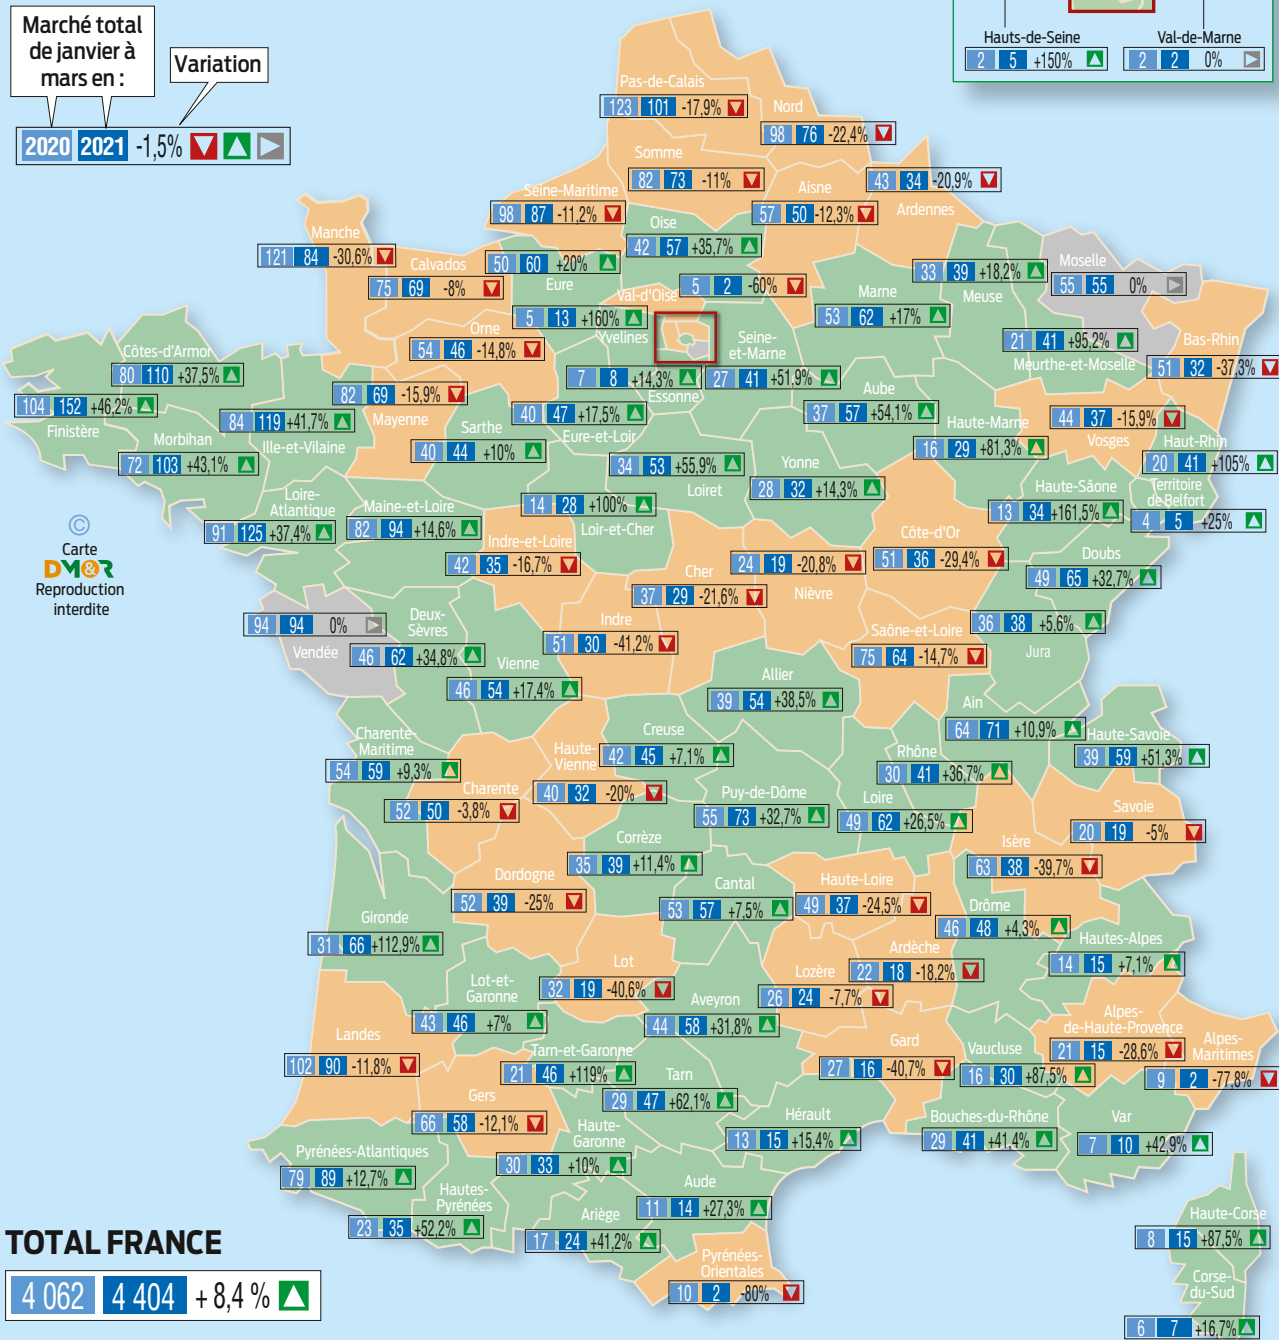 Marché total
de janvier à
mars en :
Variation
2020 2021 -1,5%
Hauts-de-Seine
2 5 +150%
Val-de-Marne
2 2 0%
Pas-de-Calais
123 101 -17,9%
Nord
98 76 -22,4%
Somme
82 73 -11%
Aisne
57 50 -12,3%
43 34 -20,9%
Ardennes
Seine-Maritime
98 87 -11,2%
Oise
42 57 +35,7%
Manche
121 84 -30,6%
Calvados
75 69 -8%
50 60 +20%
Eure
Val-d'Oise
5 2 -60%
5 13 +160%
Yvelines
Marne
53 62 +17%
33 39 +18,2%
Meuse
Moselle
55 55 0%
21 41 +95,2%
Meurthe-et-Moselle
Bas-Rhin
51 32 -37,3%
Orne
54 46 -14,8%
Seine-
et-Marne
27 41 +51,9%
7 8 +14,3%
Essonne
Côtes-d'Armor
80 110 +37,5%
104 152 +46,2%
Finistère
82 69 -15,9%
Mayenne
84 119 +41,7%
Ille-et-Vilaine
Morbihan
72 103 +43,1%
Sarthe
40 44 +10%
40 47 +17,5%
Eure-et-Loir
Aube
37 57 +54,1%
Haute-Marne
16 29 +81,3%
44 37 -15,9%
Vosges
Haut-Rhin
20 41 +105%
34 53 +55,9%
Loiret
Yonne
28 32 +14,3%
Haute-Sâone
13 34 +161,5%
Territoire
de Belfort
4 5 +25%
Loire-
Atlantique
91 125 +37,4%
Maine-et-Loire
82 94 +14,6%
14 28 +100%
Loir-et-Cher
©
Carte
DM&R
Reproduction
interdite
Indre-et-Loire
42 35 -16,7%
Cher
37 29 -21,6%
24 19 -20,8%
Nièvre
Côte-d'Or
51 36 -29,4%
Doubs
49 65 +32,7%
94 94 0%
Vendée
Deux-
Sèvres
46 62 +34,8%
Indre
51 30 -41,2%
Vienne
46 54 +17,4%
Saône-et-Loire
75 64 -14,7%
36 38 +5,6%
Jura
Allier
39 54 +38,5%
Ain
64 71 +10,9%
Haute-Savoie
39 59 +51,3%
Charente-
Maritime
54 59 +9,3%
Haute-
Vienne
40 32 -20%
Creuse
42 45 +7,1%
Rhône
30 41 +36,7%
Charente
52 50 -3,8%
Puy-de-Dôme
55 73 +32,7%
Loire
49 62 +26,5%
Savoie
20 19 -5%
Corrèze
35 39 +11,4%
Isère
63 38 -39,7%
Dordogne
52 39 -25%
Cantal
53 57 +7,5%
Haute-Loire
49 37 -24,5%
Drôme
46 48 +4,3%
Gironde
31 66 +112,9%
Hautes-Alpes
14 15 +7,1%
Ardèche
22 18 -18,2%
Lot
32 19 -40,6%
Lozère
26 24 -7,7%
Lot-et-
Garonne
43 46 +7%
Aveyron
44 58 +31,8%
Landes
102 90 -11,8%
Tarn-et-Garonne
21 46 +119%
Gard
27 16 -40,7%
Vaucluse
16 30 +87,5%
Alpes-
de-Haute-Provence
21 15 -28,6%
Alpes-
Maritimes
9 2 -77,8%
Tarn
29 47 +62,1%
Gers
66 58 -12,1%
Haute-
Garonne
30 33 +10%
Hérault
13 15 +15,4%
Bouches-du-Rhône
29 41 +41,4%
Var
7 10 +42,9%
Pyrénées-Atlantiques
79 89 +12,7%
Hautes-
Pyrénées
23 35 +52,2%
Aude
11 14 +27,3%
Ariège
17 24 +41,2%
Pyrénées-
Orientales
10 2 -80%
Haute-Corse
8 15 +87,5%
Corse-
du-Sud
6 7 +16,7%
TOTAL FRANCE
4 062 4 404 + 8,4 %